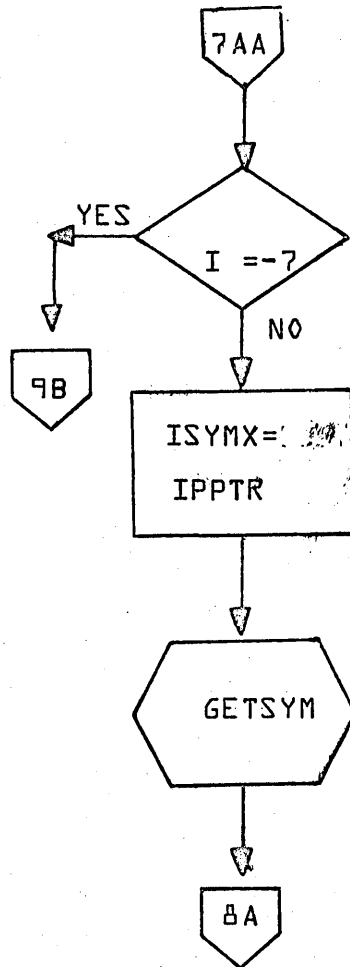 7AA
YES
I =-7
NO
9B
ISYMX=
IPPTR
GETSYM
8A